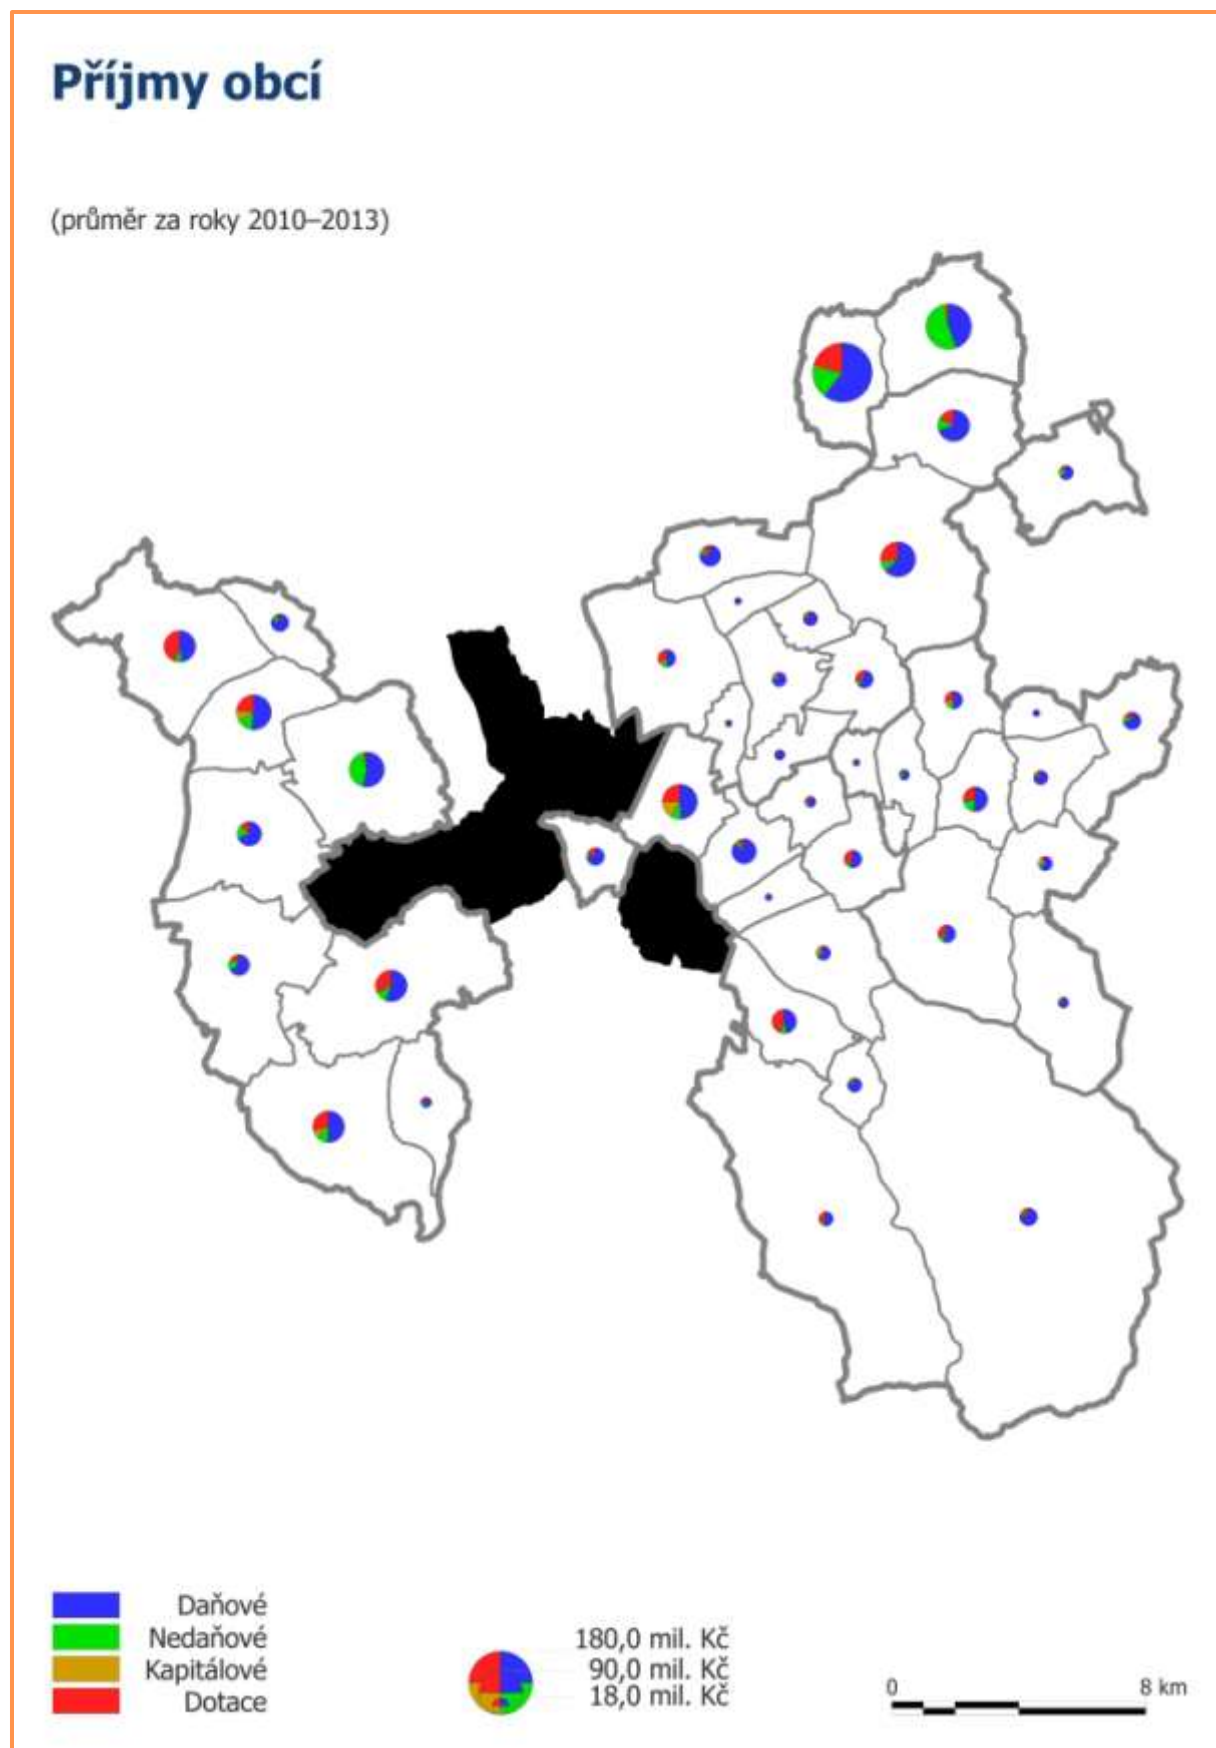 Příjmy obcí
(průměr za roky 2010–2013)
Daňové
Nedaňové
Kapitálové
Dotace
180,0 mil. Kč
90,0 mil. Kč
18,0 mil. Kč
0 8 km